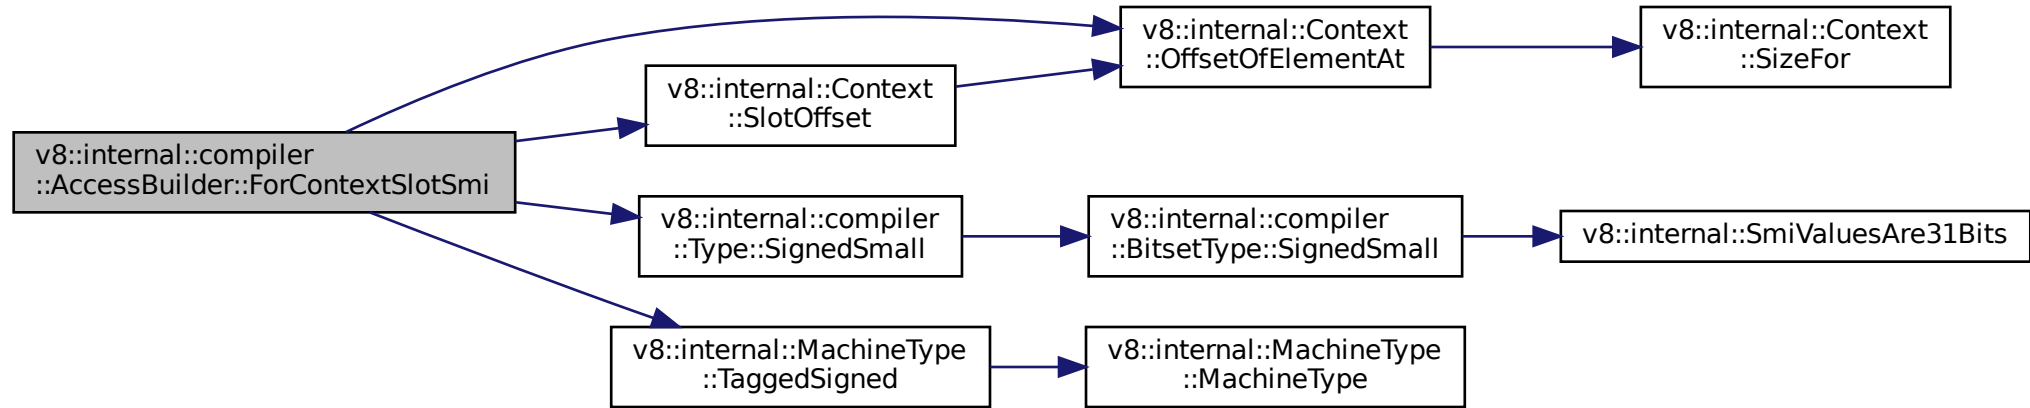 v8::internal::compiler
::AccessBuilder::ForContextSlotSmi
v8::internal::Context
::OffsetOfElementAt
v8::internal::Context
::SizeFor
v8::internal::Context
::SlotOffset
v8::internal::compiler
::Type::SignedSmall
v8::internal::compiler
::BitsetType::SignedSmall
v8::internal::SmiValuesAre31Bits
v8::internal::MachineType
::TaggedSigned
v8::internal::MachineType
::MachineType